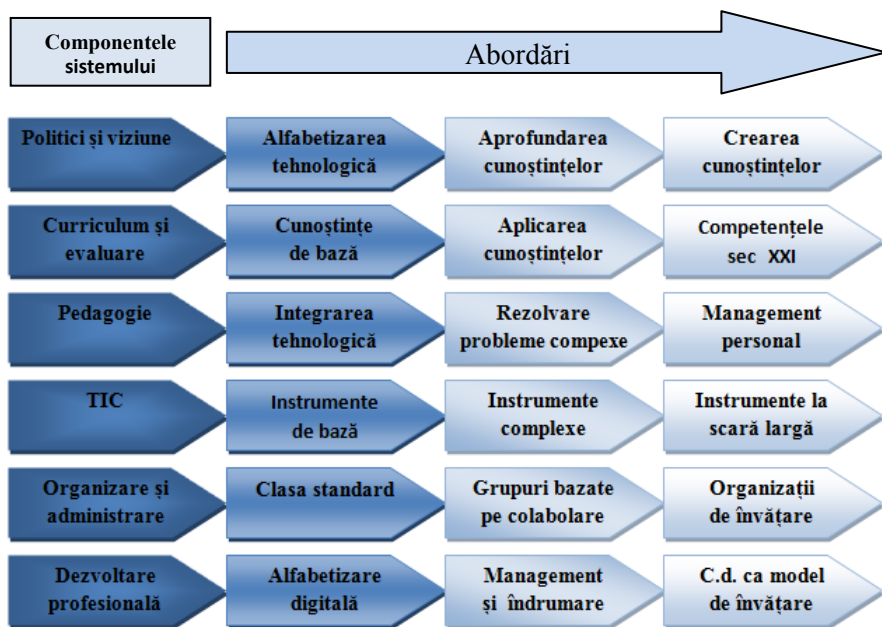 Componentele
sistemului
Abordări
Politici și viziune
Alfabetizarea
tehnologică
Aprofundarea
cunoștințelor
Crearea
cunoștințelor
Curriculum și
evaluare
Cunoștințe
de bază
Aplicarea
cunoștințelor
Competențele
sec XXI
Pedagogie
Integrarea
tehnologică
Rezolvare
probleme compexe
Management
personal
TIC
Instrumente
de bază
Instrumente
complexe
Instrumente la
scară largă
Organizare și
administrare
Clasa standard
Grupuri bazate
pe colabolare
Organizații
de învățare
Dezvoltare
profesională
Alfabetizare
digitală
Management
și îndrumare
C.d. ca model
de învățare